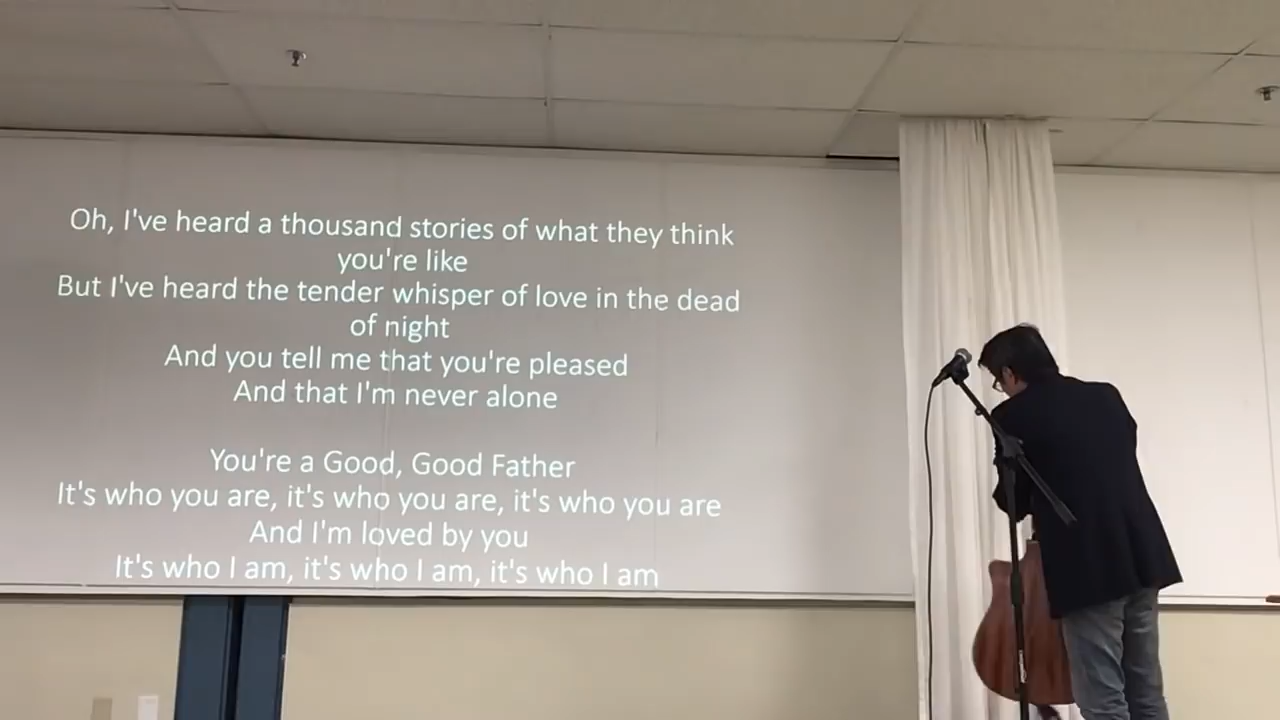 Oh, I've heard a thousand stories of what they think
you're like
But I've heard the tender whisper of love in the dead
of night
And you tell me that you're pleased
And that I'm never alone
You're a Good, Good Father
It's who you are, it's who you are, it's who you are
And I'm loved by you
It's who I am, it's who I am, it's who I am